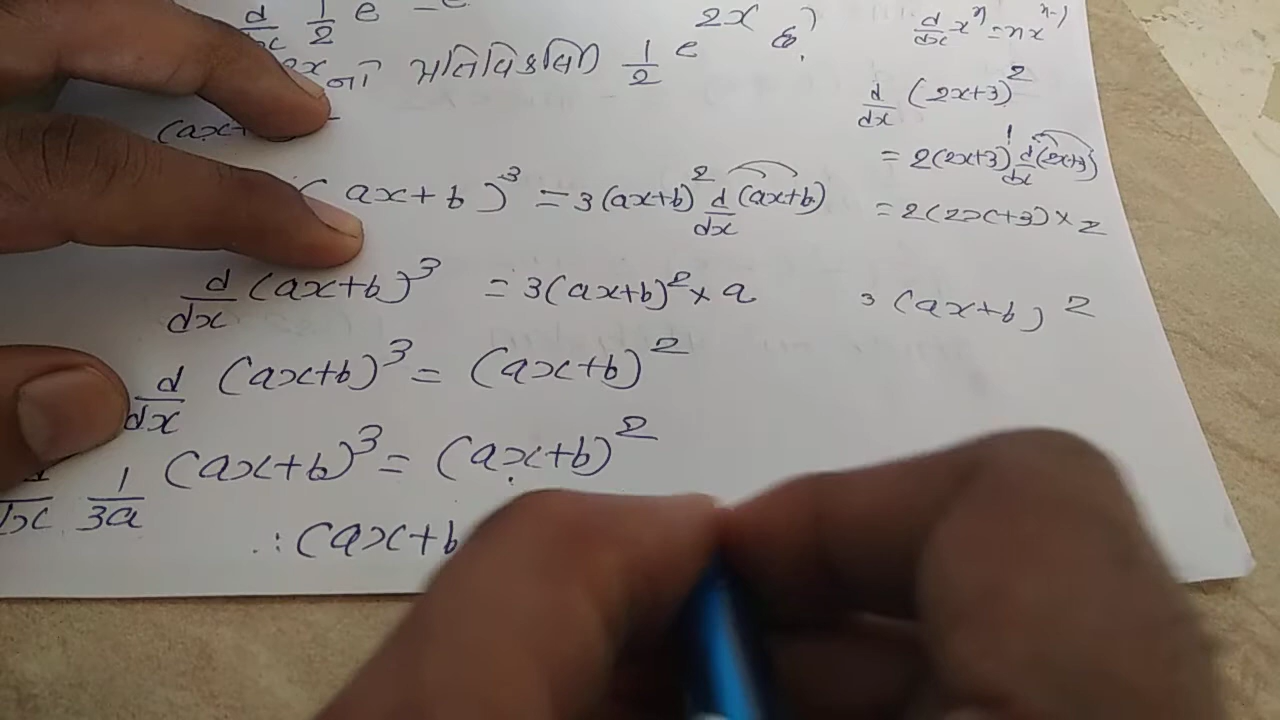 d/dx 1/2 e
2x નો પ્રતિવિકલિત 1/2 e^2x છે.
(ax+
(ax+b)^3 = 3(ax+b)^2 d/dx (ax+b)
d/dx (ax+b)^3 = 3(ax+b)^2 × a
d/dx (ax+b)^3 = (ax+b)^2
1/3a (ax+b)^3 = (ax+b)^2
∴ (ax+b
d/dx x^n = nx^n-1
d/dx (2x+3)^2
= 2(2x+3)^1 d/dx (2x+3)
= 2(2x+3) × 2
(ax+b)^2